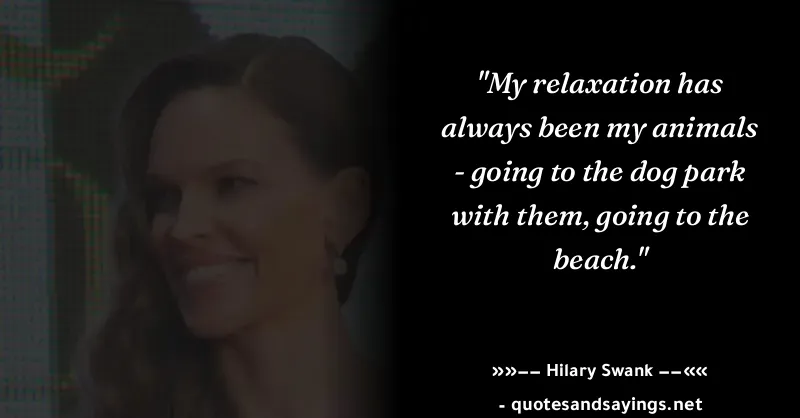 "My relaxation has
always been my animals
- going to the dog park
with them, going to the
beach."
»»-- Hilary Swank --««
- quotesandsayings.net